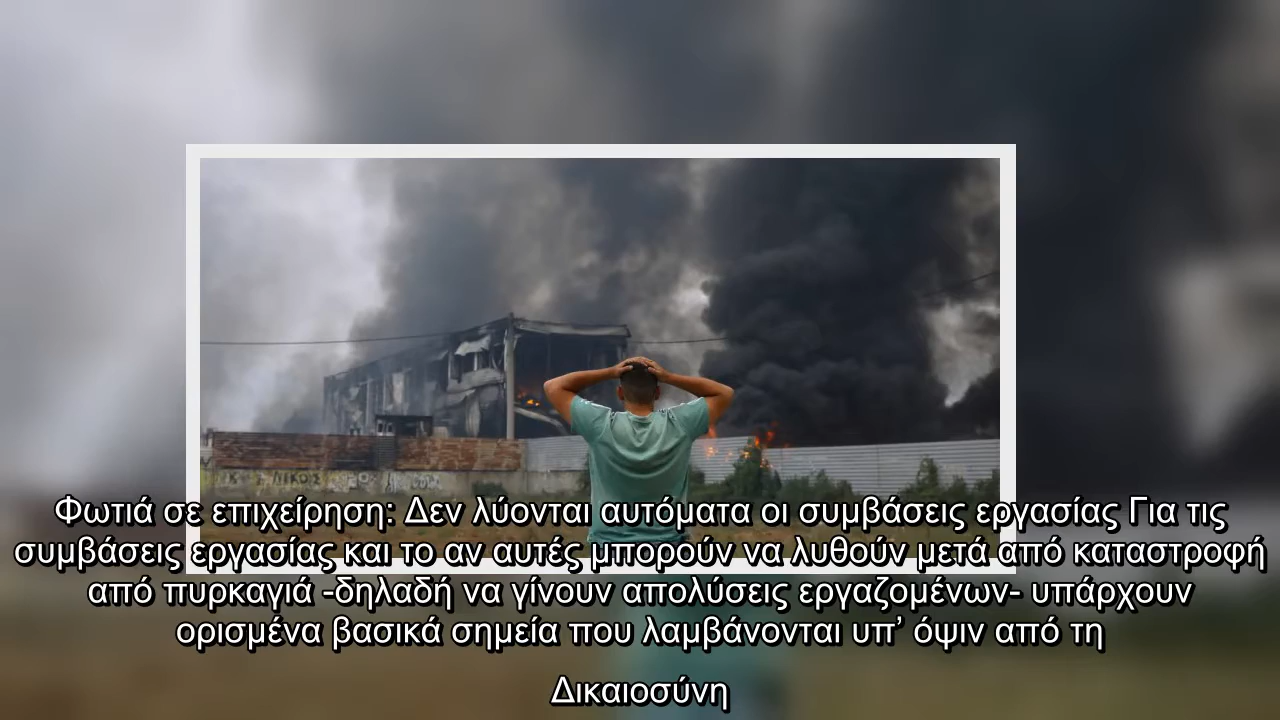 Φωτιά σε επιχείρηση: Δεν λύονται αυτόματα οι συμβάσεις εργασίας Για τις
συμβάσεις εργασίας και το αν αυτές μπορούν να λυθούν μετά από καταστροφή
από πυρκαγιά -δηλαδή να γίνουν απολύσεις εργαζομένων- υπάρχουν
ορισμένα βασικά σημεία που λαμβάνονται υπ’ όψιν από τη
Δικαιοσύνη